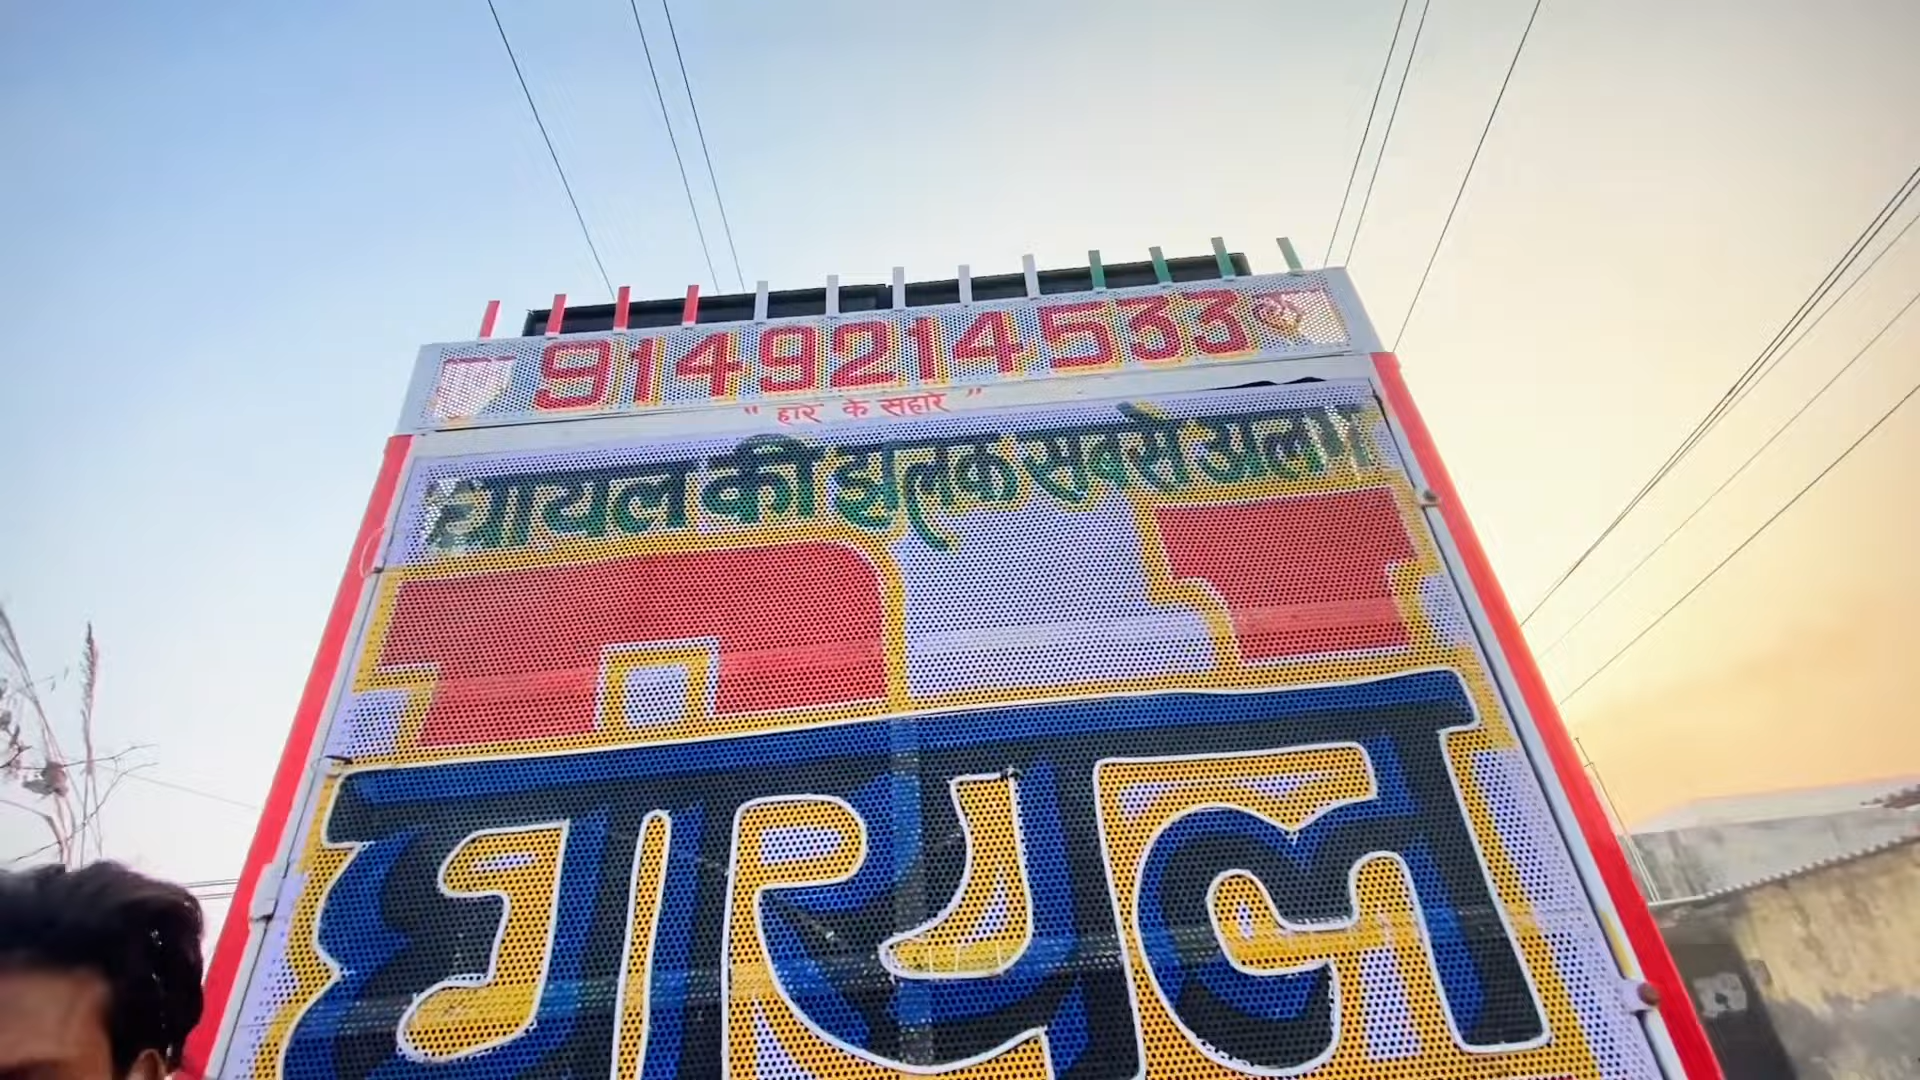 9149214533
" हारे के सहारे "
घायल की झलक सबसे अलग
घायल